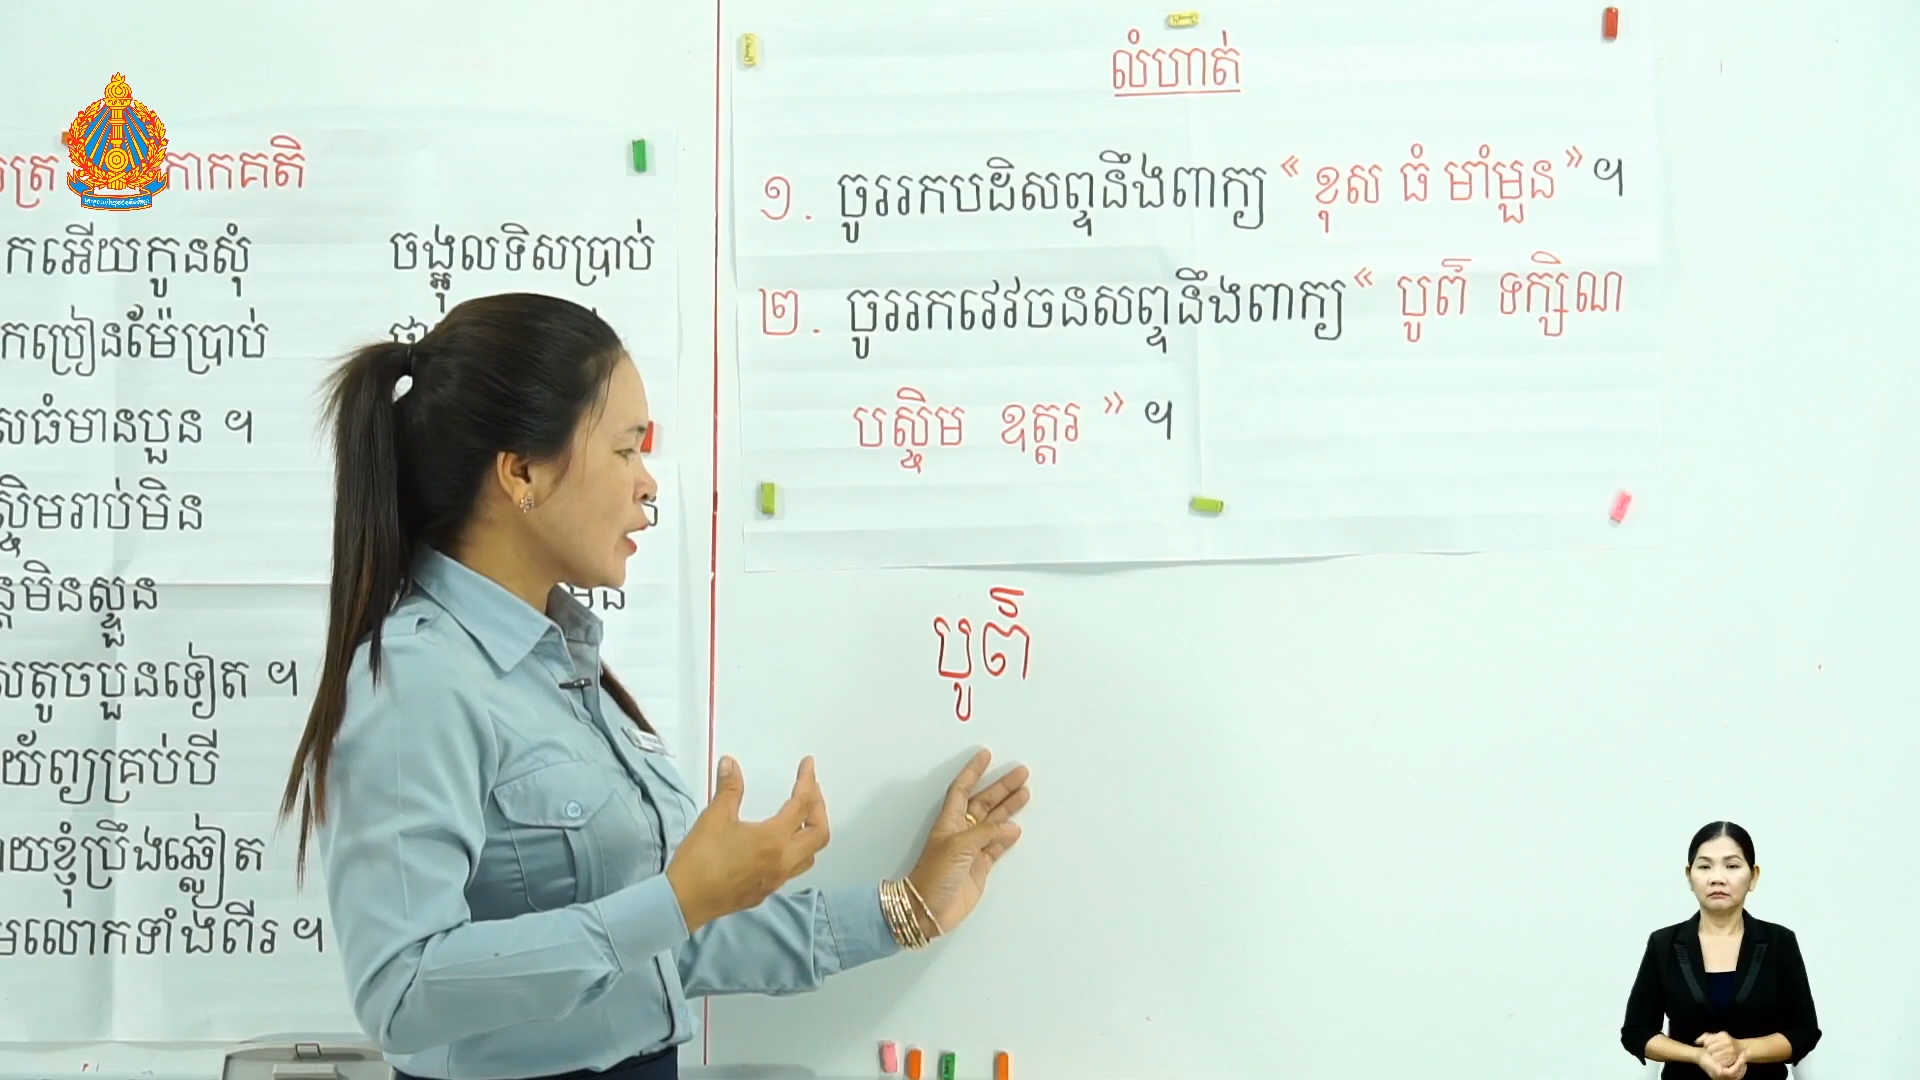 ភាកគតិ
កអើយកូនសុំ ចង្អុលទិសប្រាប់
កប្រៀនម៉ែប្រាប់
សធំមានបួន ។
ស្ចិមរាប់មិន
មិនស្ទួន
សតូចបួនទៀត ។
យ័ព្យគ្រប់បី
យខ្ញុំប្រឹងឆ្លៀត
មលោកទាំងពីរ ។
លំហាត់
១. ចូររកបដិសព្ទនឹងពាក្យ « ខុស ធំ មាំមួន » ។
២. ចូររកវេវចនសព្ទនឹងពាក្យ « បូព៌ា ទក្សិណ
បស្ចិម ឧត្តរ » ។
បូព៌ា